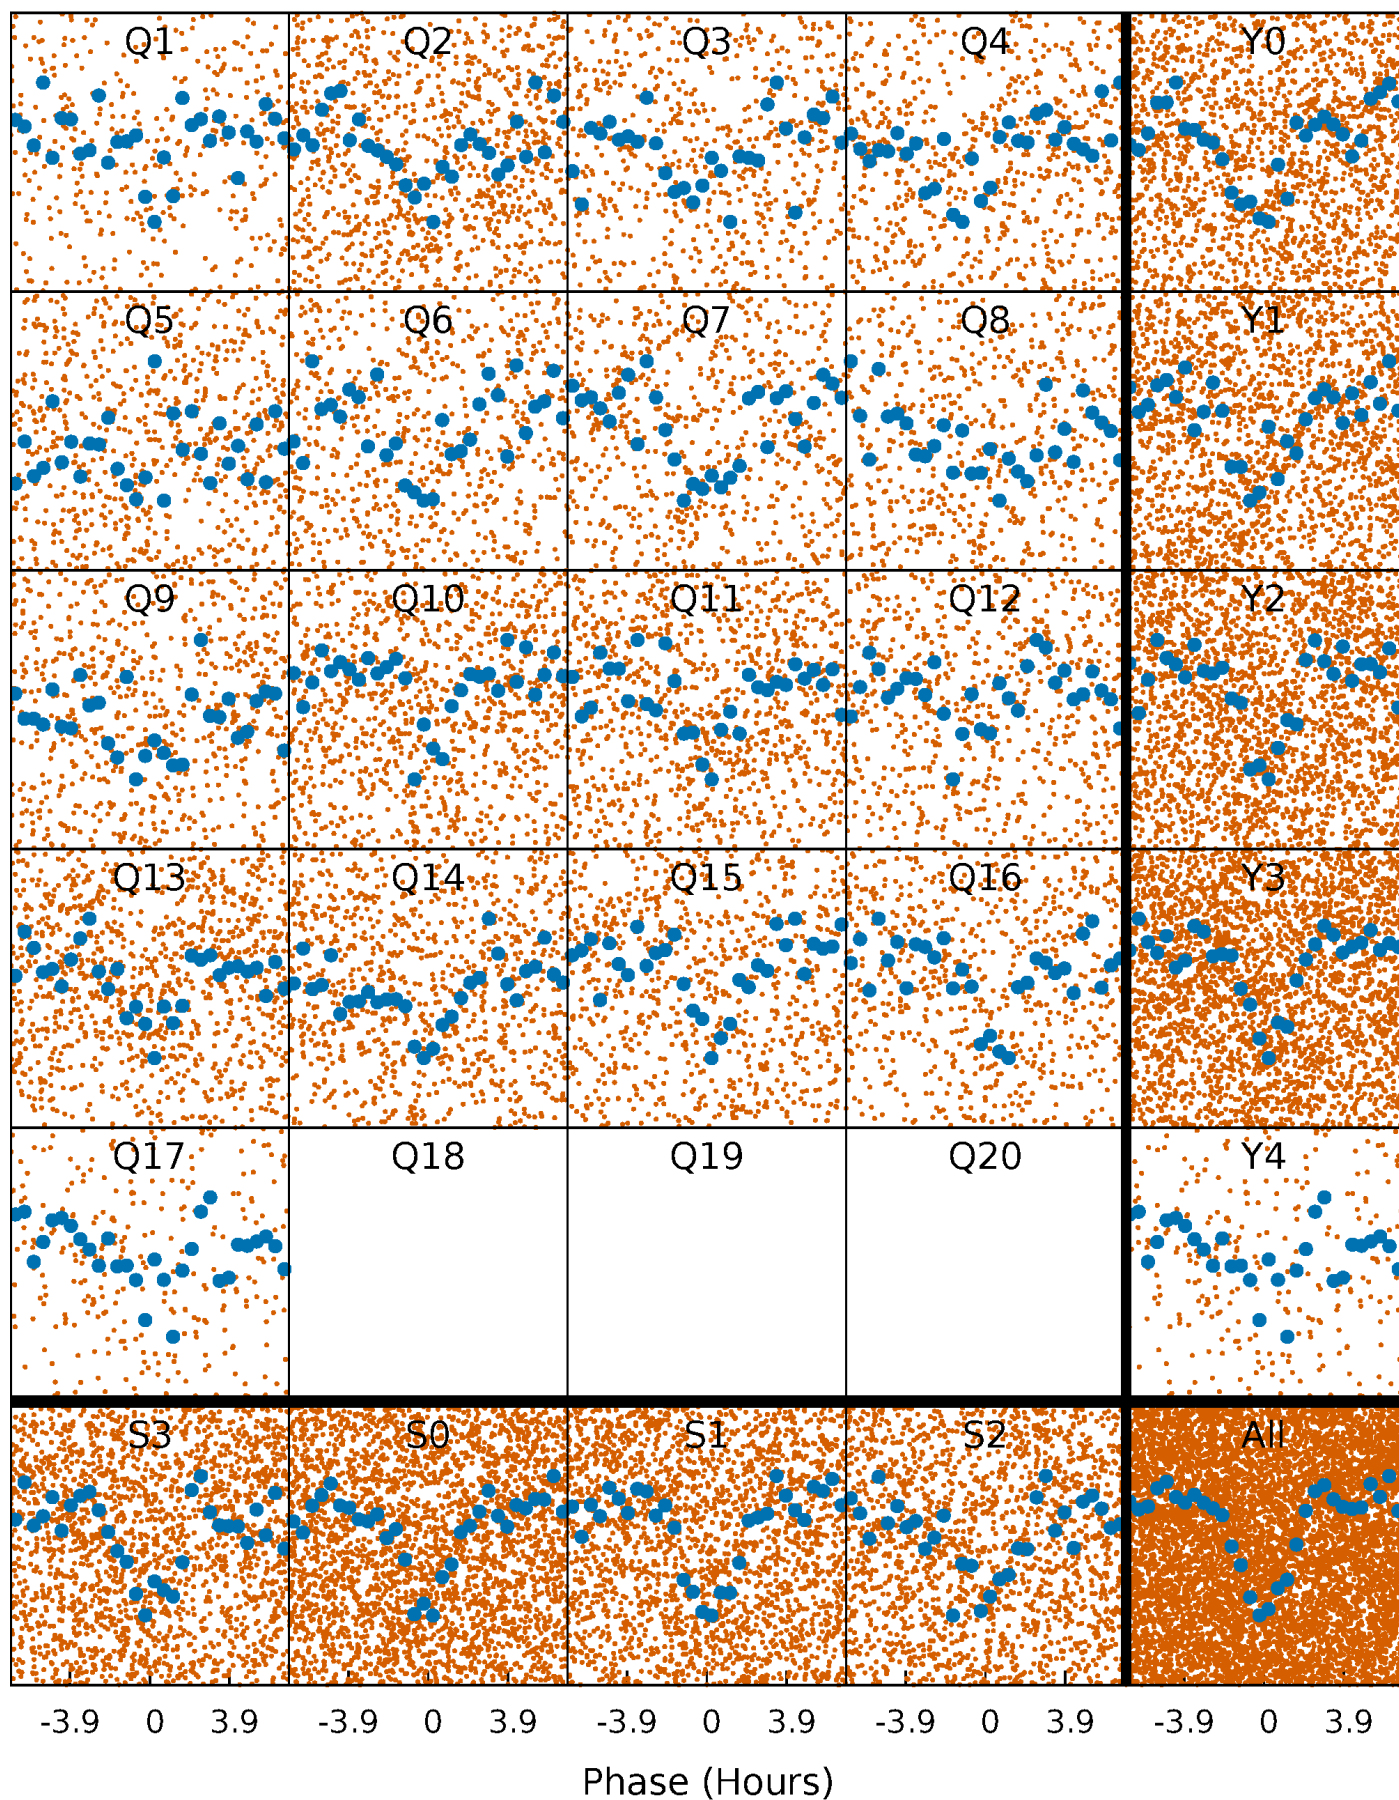 Q1 Q2 Q3 Q4 Y0
Q5 Q6 Q7 Q8 Y1
Q9 Q10 Q11 Q12 Y2
Q13 Q14 Q15 Q16 Y3
Q17 Q18 Q19 Q20 Y4
S3 S0 S1 S2 All
-3.9 0 3.9 -3.9 0 3.9 -3.9 0 3.9 -3.9 0 3.9 -3.9 0 3.9
Phase (Hours)